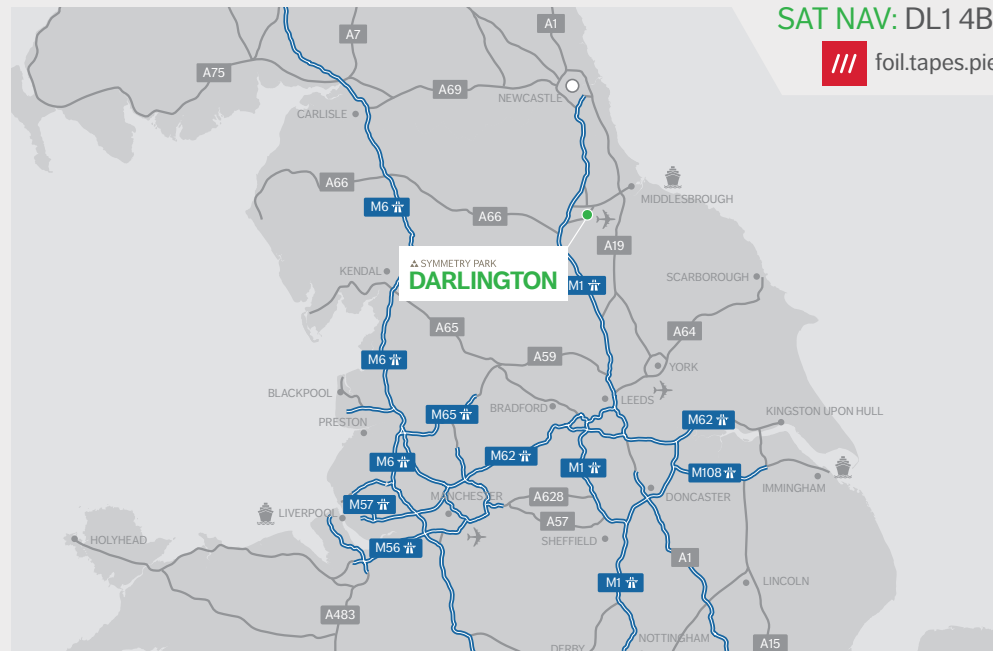 SAT NAV: DL1 4B
foil.tapes.pie
A7
A1
A75
A69
NEWCASTLE
CARLISLE
A66
M6
A66
MIDDLESBROUGH
A19
SYMMETRY PARK
DARLINGTON
KENDAL
M1
SCARBOROUGH
A65
A64
M6
A59
YORK
BLACKPOOL
LEEDS
BRADFORD
M65
KINGSTON UPON HULL
M62
PRESTON
M62
M6
M1
M108
IMMINGHAM
MANCHESTER
A628
DONCASTER
M57
LIVERPOOL
A57
HOLYHEAD
SHEFFIELD
M56
A1
M1
LINCOLN
A483
NOTTINGHAM
A15
DERBY